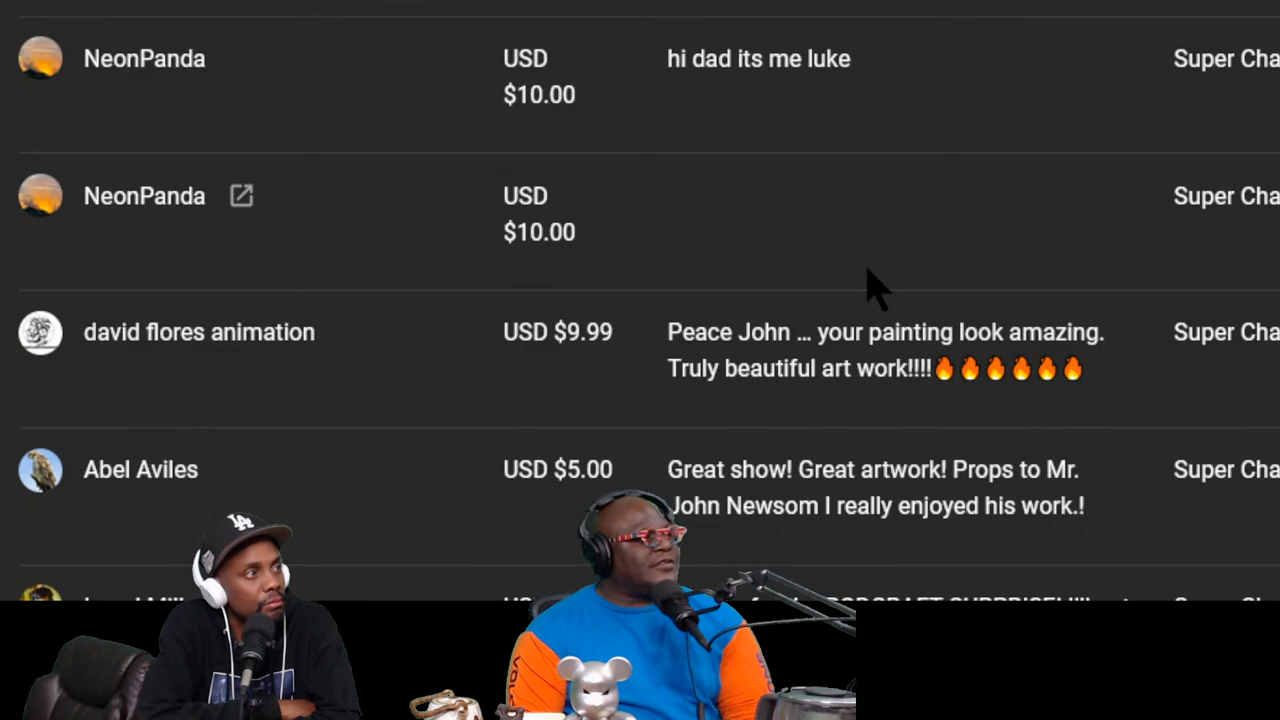 NeonPanda USD hi dad its me luke Super Cha
$10.00
NeonPanda USD Super Cha
$10.00
david flores animation USD $9.99 Peace John ... your painting look amazing. Super Cha
Truly beautiful art work!!!!🔥🔥🔥🔥🔥🔥
Abel Aviles USD $5.00 Great show! Great artwork! Props to Mr. Super Cha
John Newsom I really enjoyed his work.!
LA